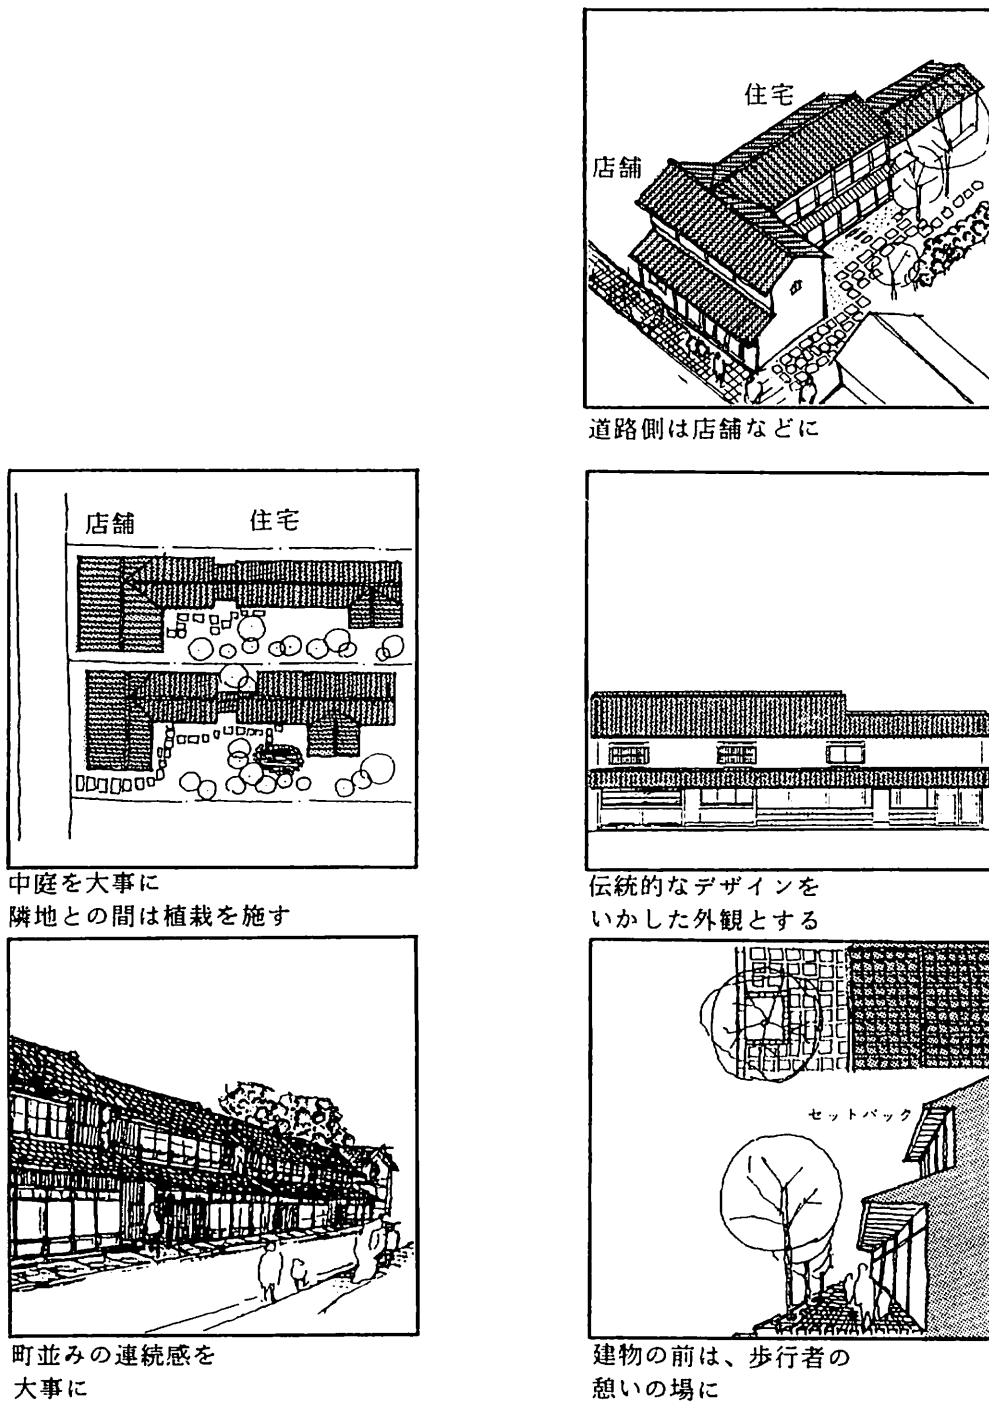 住宅
店舗
道路側は店舗などに
店舗
住宅
中庭を大事に
隣地との間は植栽を施す
伝統的なデザインを
いかした外観とする
町並みの連続感を
大事に
セットバック
建物の前は、歩行者の
憩いの場に